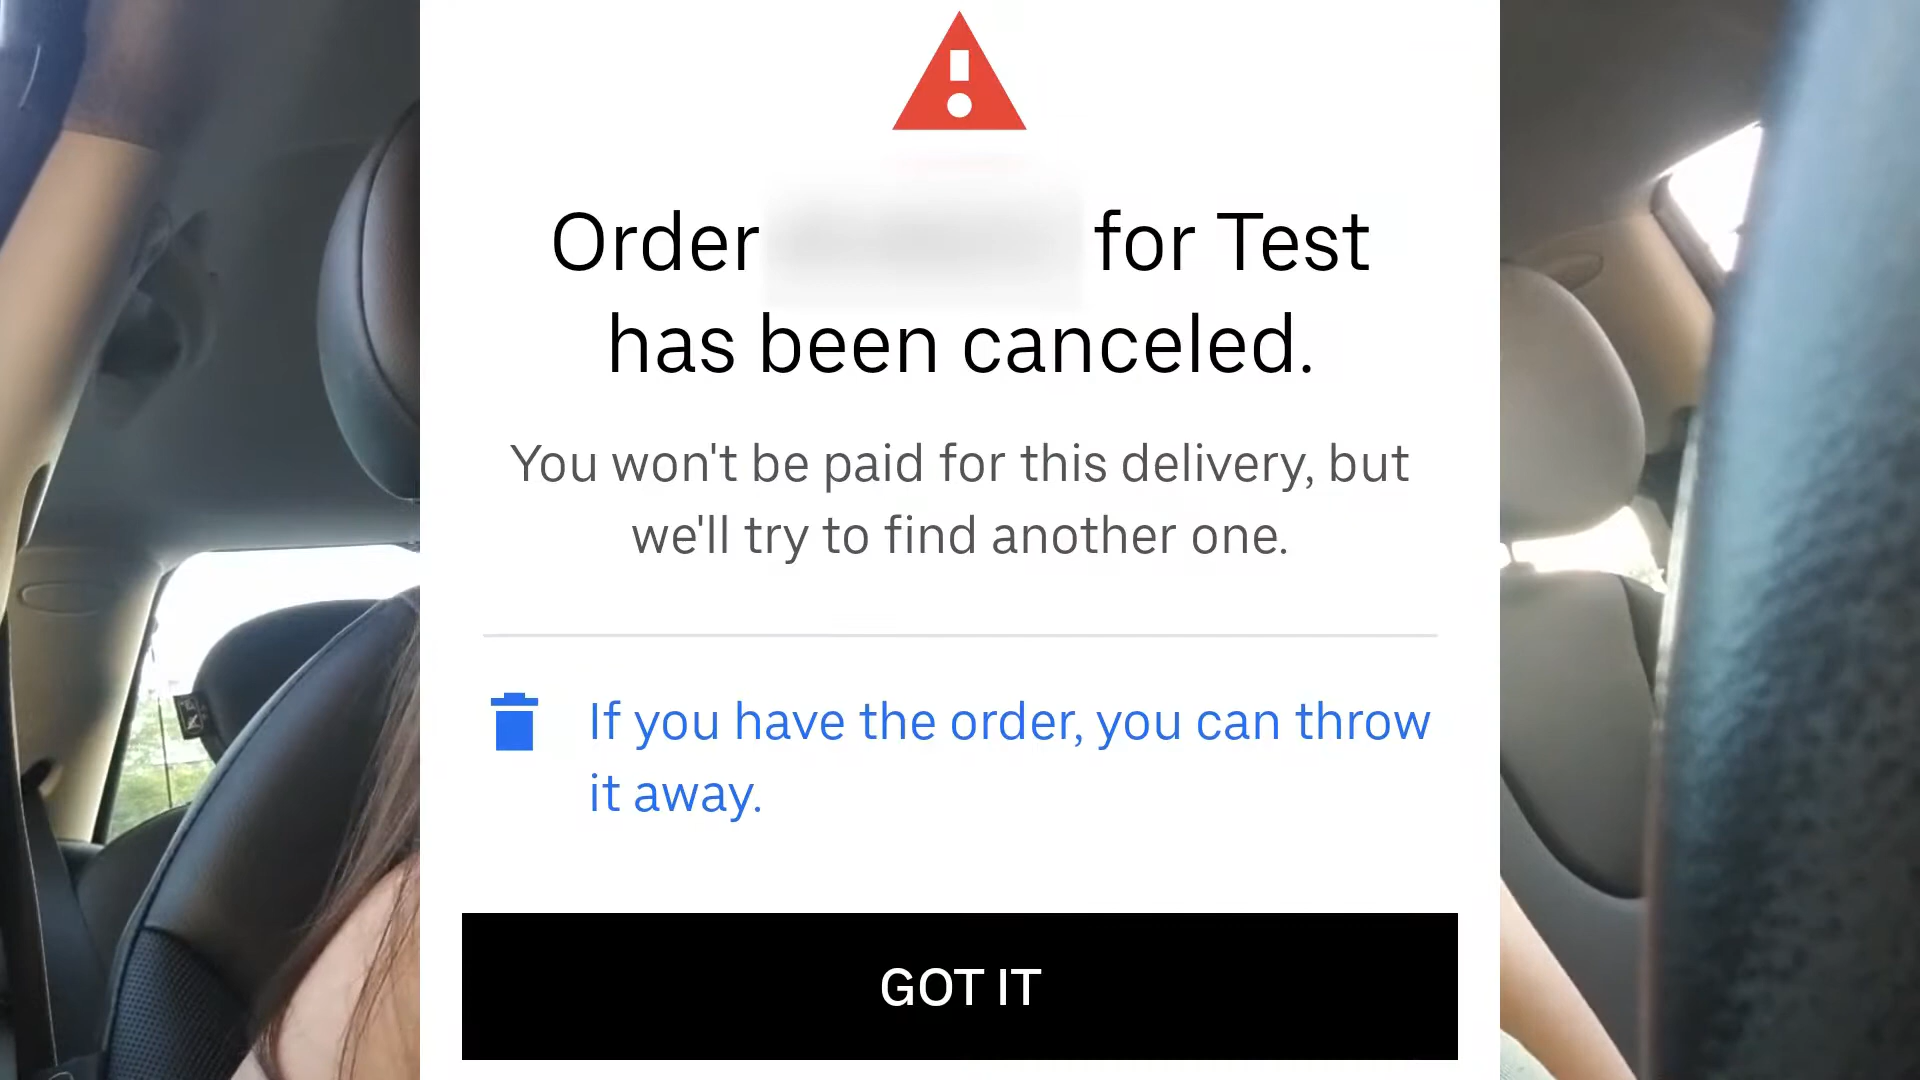 Order for Test
has been canceled.
You won't be paid for this delivery, but
we'll try to find another one.
If you have the order, you can throw
it away.
GOT IT